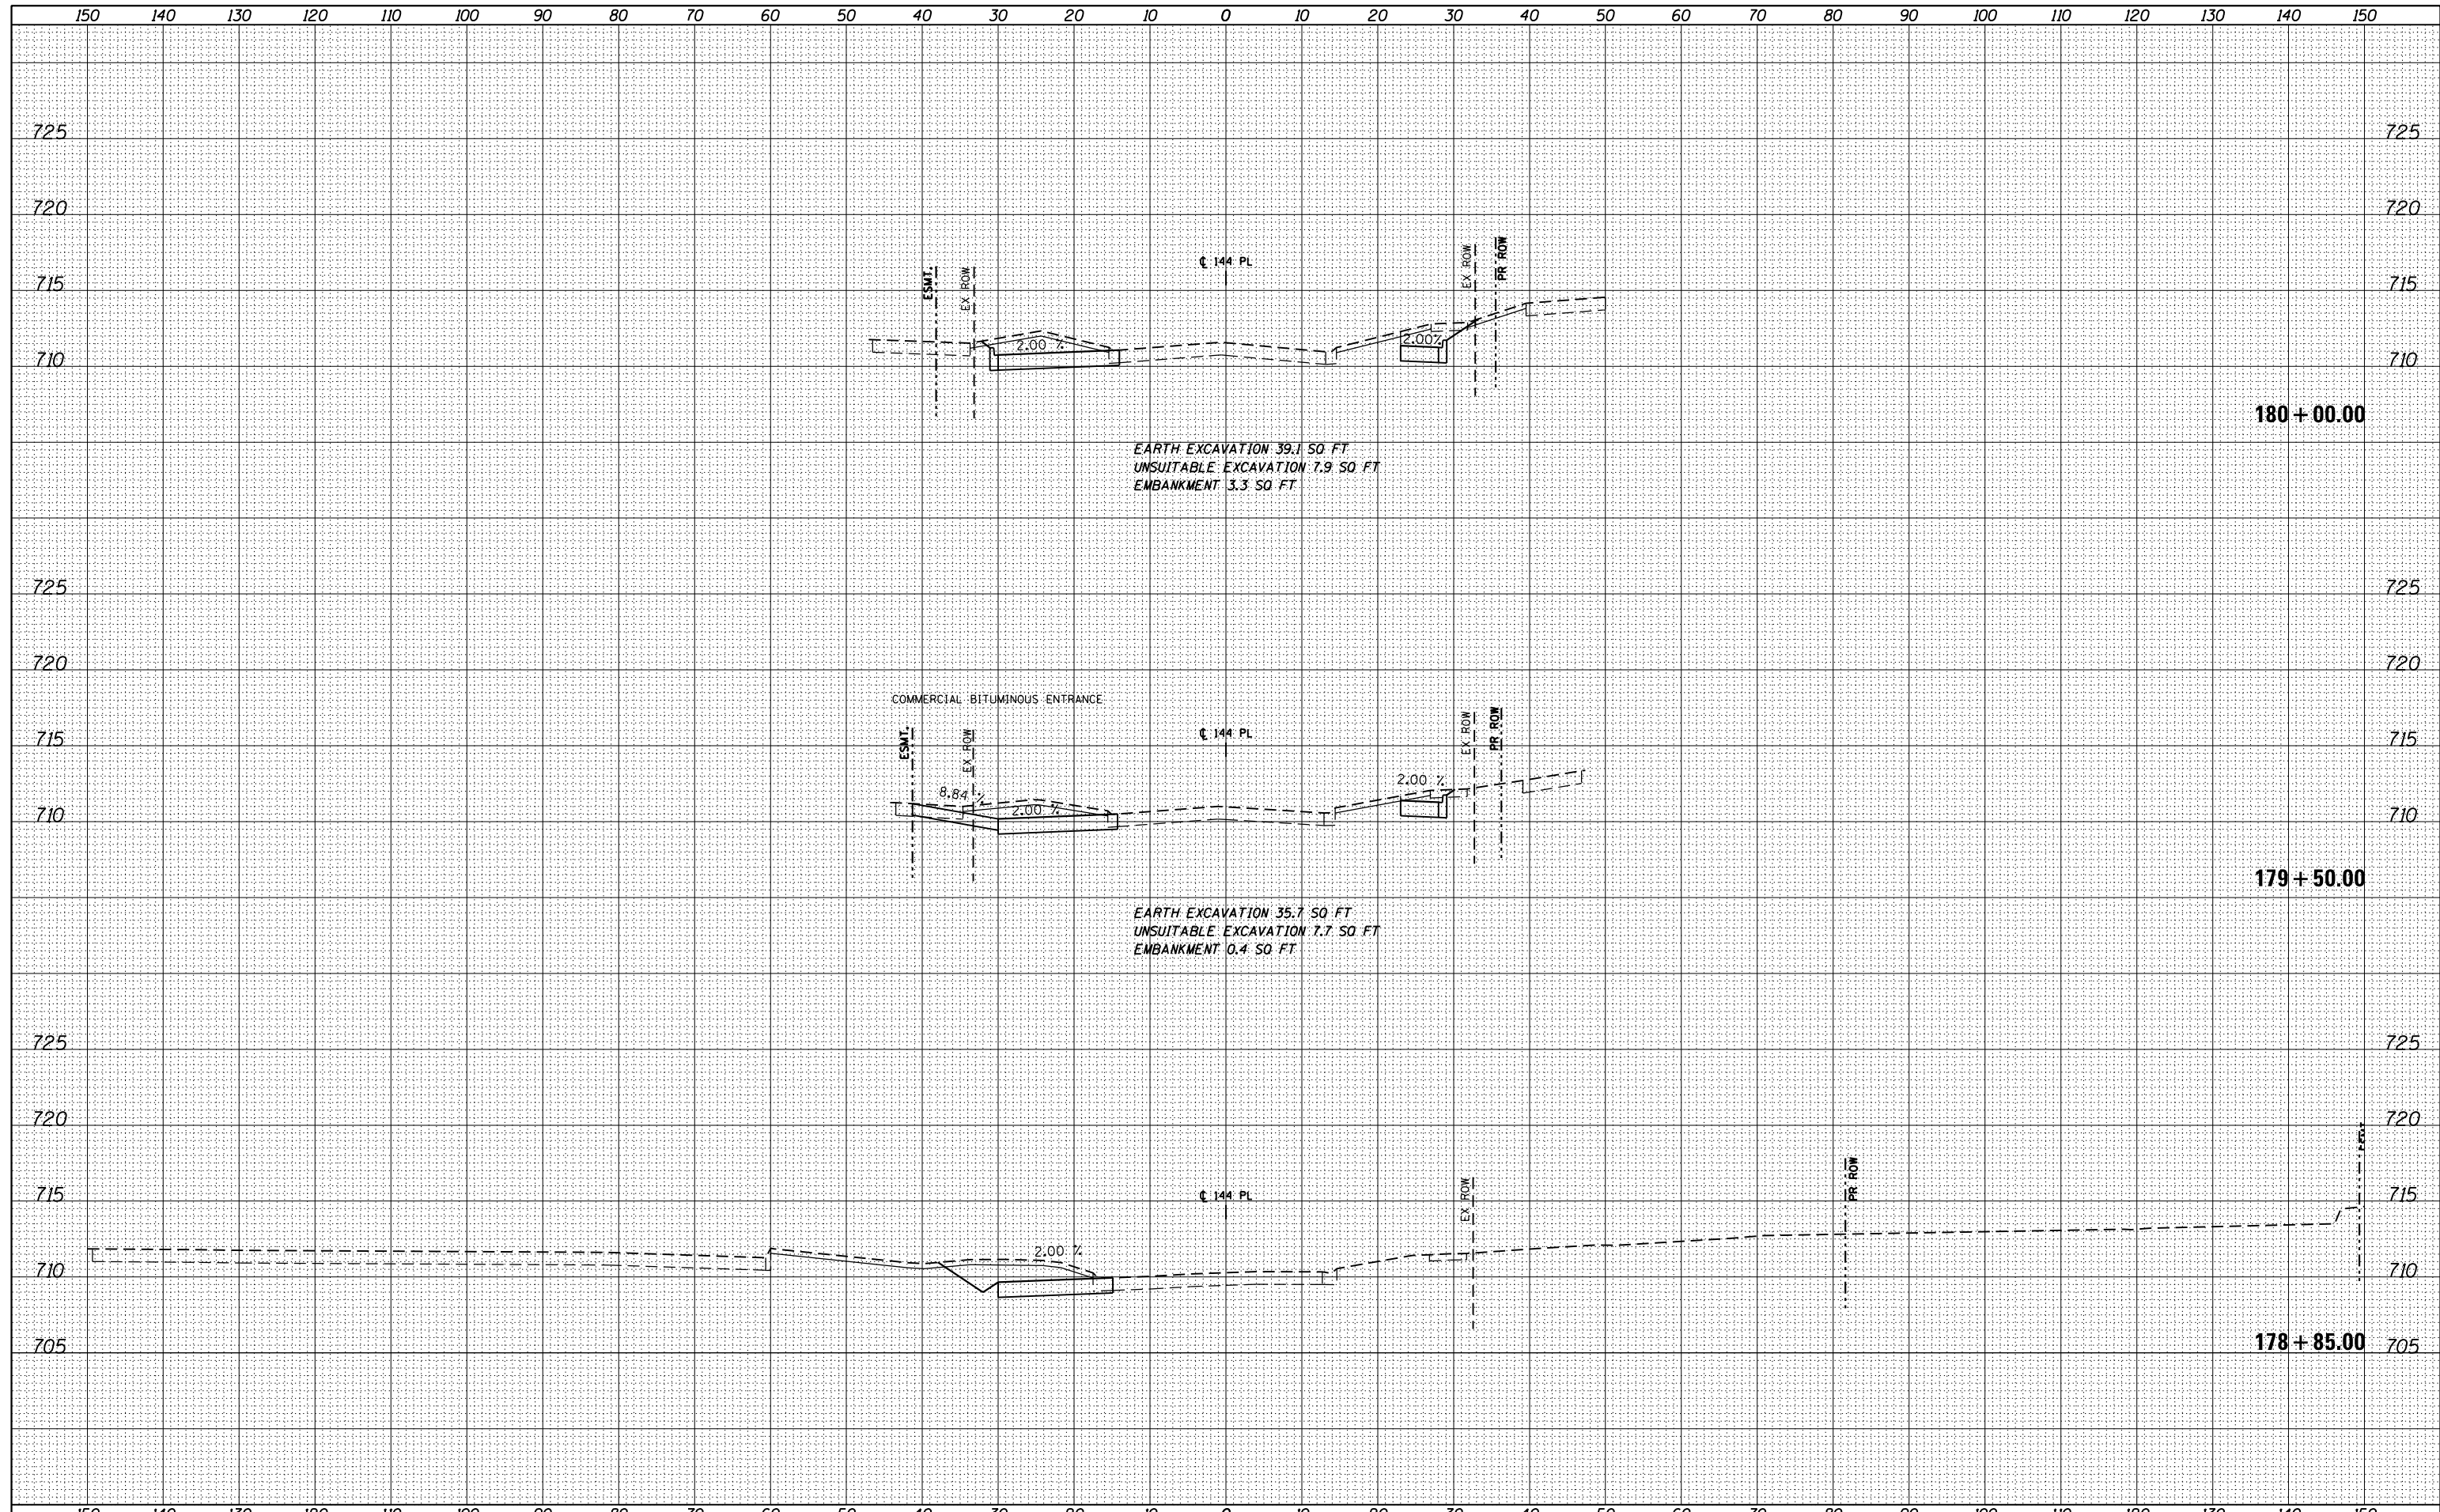 150 140 130 120 110 100 90 80 70 60 50 40 30 20 10 0 10 20 30 40 50 60 70 80 90 100 110 120 130 140 150
725 725
720 720
ESMT.
EX ROW
℄ 144 PL
EX ROW
PR ROW
715 715
2.00 %
2.00%
710 710
180 + 00.00
EARTH EXCAVATION 39.1 SQ FT
UNSUITABLE EXCAVATION 7.9 SQ FT
EMBANKMENT 3.3 SQ FT
725 725
720 720
COMMERCIAL BITUMINOUS ENTRANCE
ESMT.
EX ROW
℄ 144 PL
EX ROW
PR ROW
715 715
8.84 %
2.00 %
2.00 %
710 710
179 + 50.00
EARTH EXCAVATION 35.7 SQ FT
UNSUITABLE EXCAVATION 7.7 SQ FT
EMBANKMENT 0.4 SQ FT
725 725
720 720
℄ 144 PL
EX ROW
PR ROW
715 715
2.00 %
710 710
178 + 85.00
705 705